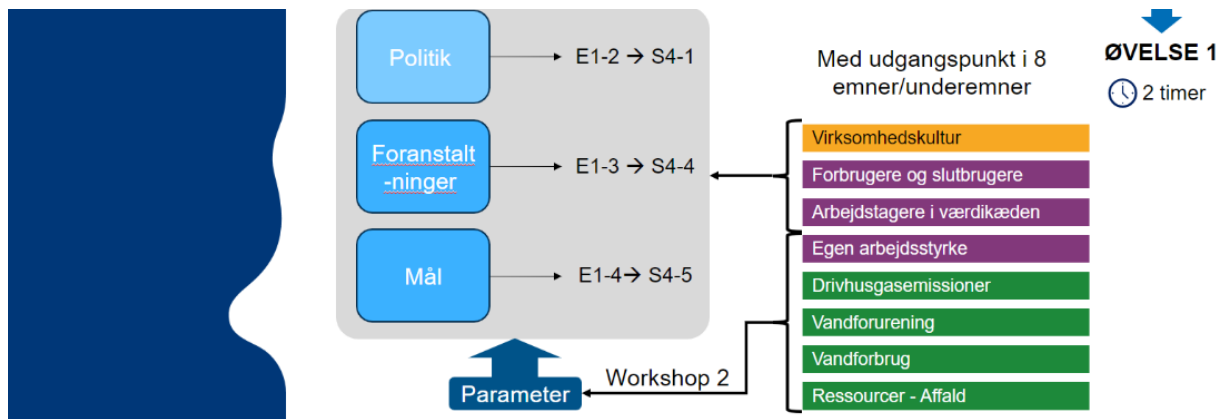 Politik
E1-2 → S4-1
Foranstalt
-ninger
E1-3 → S4-4
Mål
E1-4→ S4-5
Parameter
Workshop 2
Med udgangspunkt i 8
emner/underemner
Virksomhedskultur
Forbrugere og slutbrugere
Arbejdstagere i værdikæden
Egen arbejdsstyrke
Drivhusgasemissioner
Vandforurening
Vandforbrug
Ressourcer - Affald
ØVELSE 1
2 timer